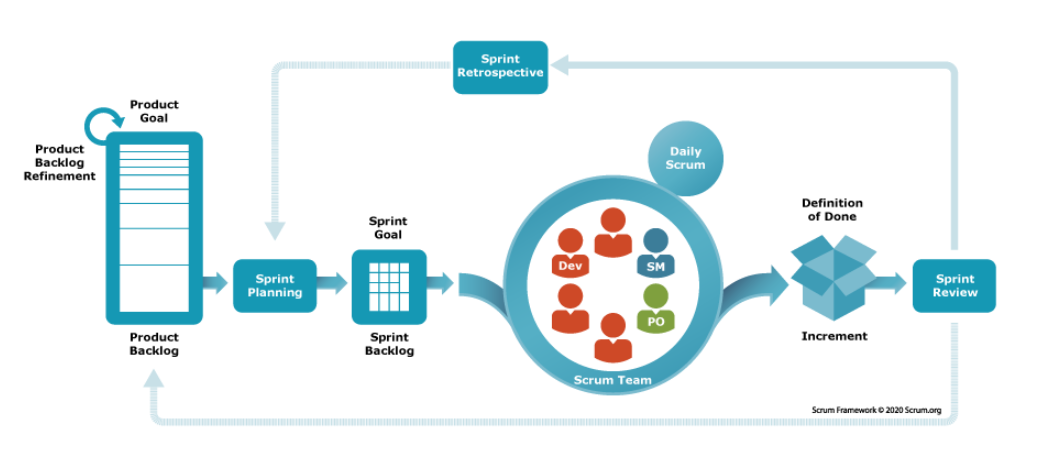 Sprint
Retrospective
Product
Goal
Product
Backlog
Refinement
Daily
Scrum
Sprint
Goal
Definition
of Done
Dev
SM
Sprint
Planning
Sprint
Review
PO
Product
Backlog
Sprint
Backlog
Increment
Scrum Team
Scrum Framework © 2020 Scrum.org